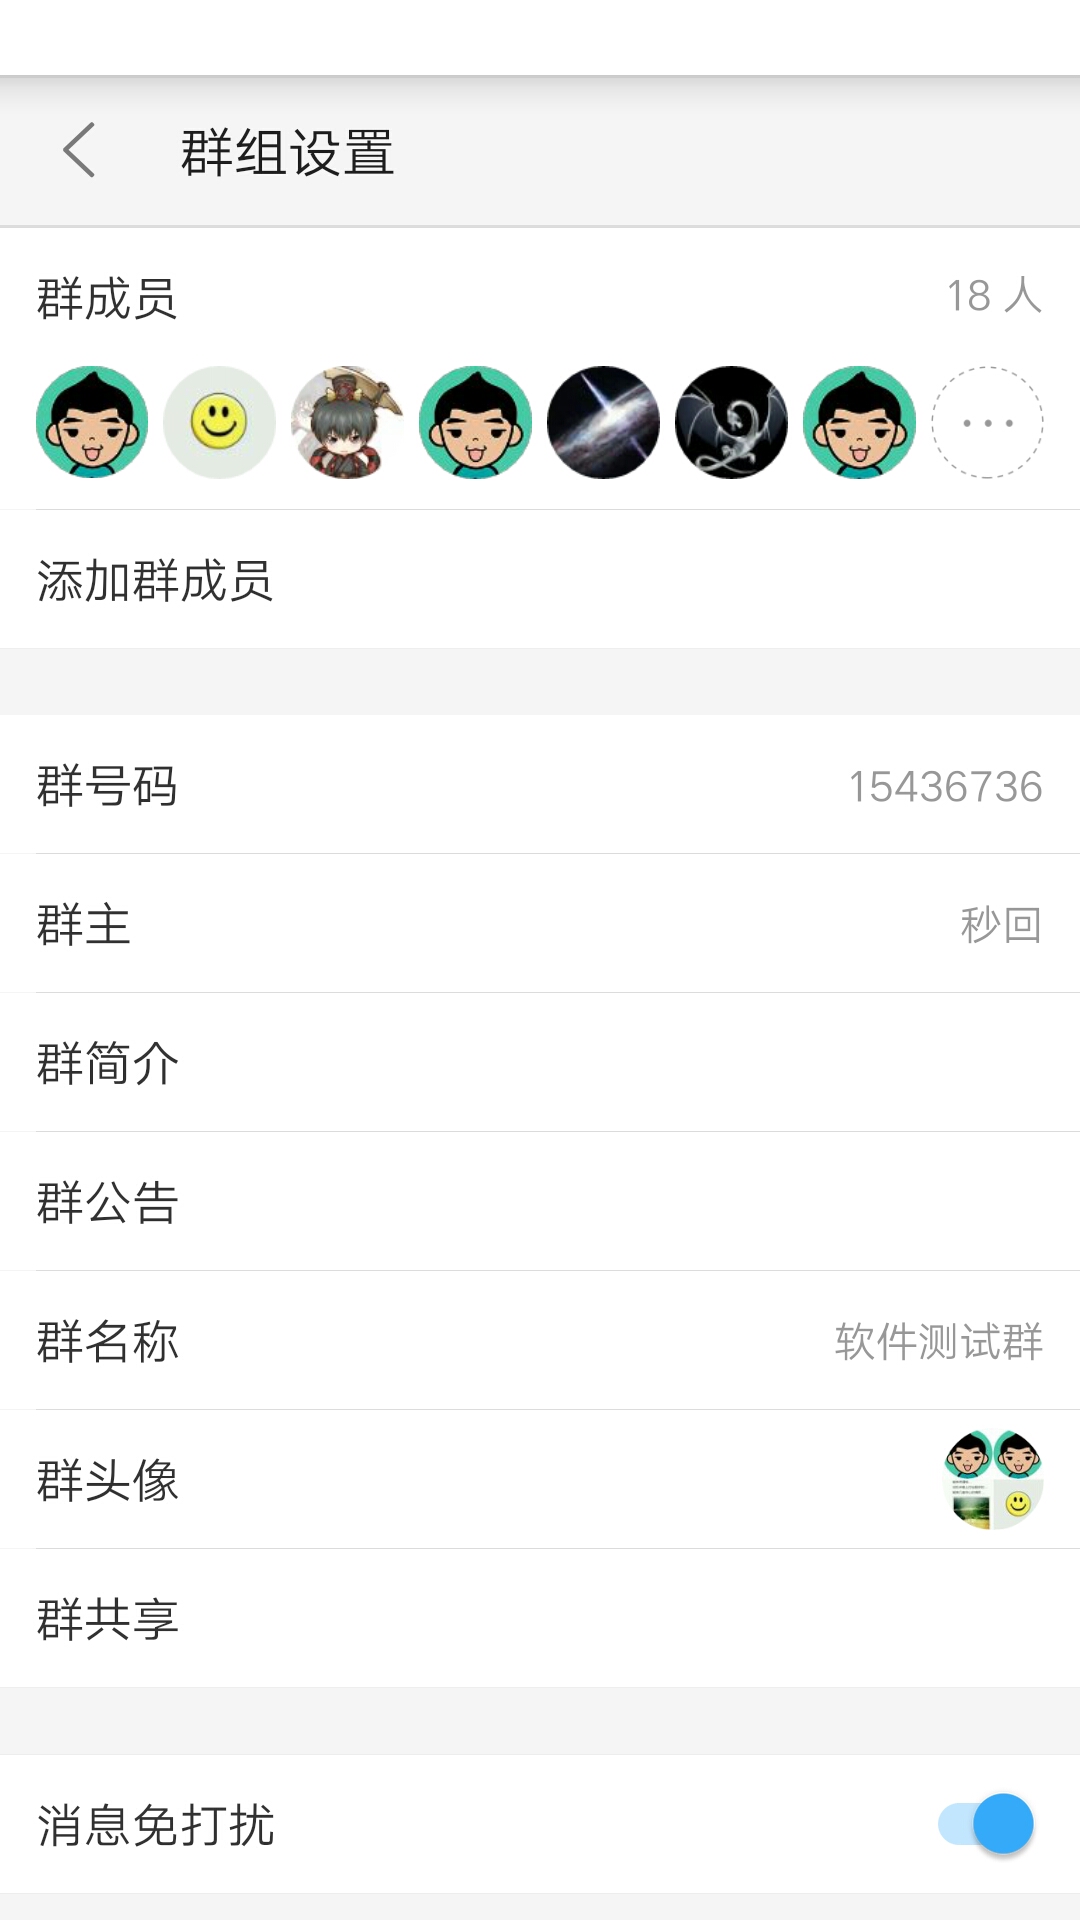 群组设置
群成员 18 人
添加群成员
群号码 15436736
群主 秒回
群简介
群公告
群名称 软件测试群
群头像
群共享
消息免打扰